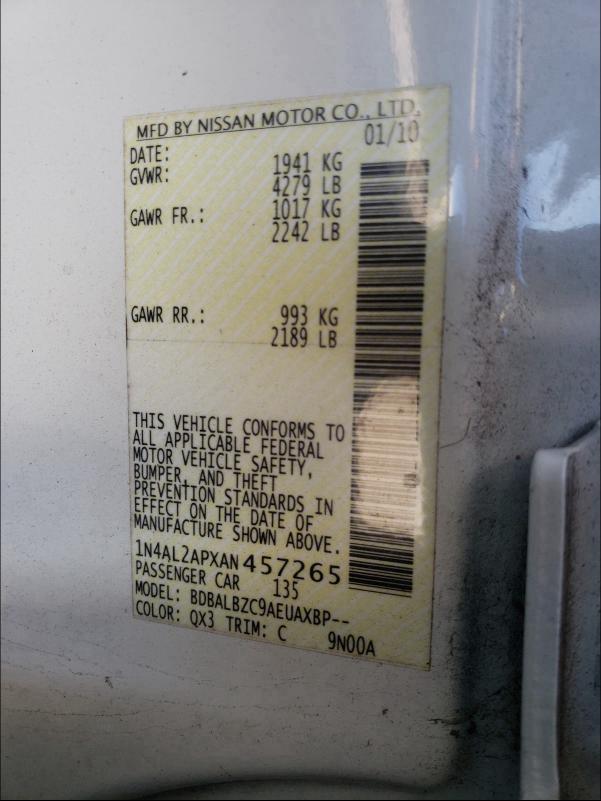 MFD BY NISSAN MOTOR CO., LTD.
DATE: 01/10
GVWR: 1941 KG
4279 LB
GAWR FR.: 1017 KG
2242 LB
GAWR RR.: 993 KG
2189 LB
THIS VEHICLE CONFORMS TO
ALL APPLICABLE FEDERAL
MOTOR VEHICLE SAFETY,
BUMPER, AND THEFT
PREVENTION STANDARDS IN
EFFECT ON THE DATE OF
MANUFACTURE SHOWN ABOVE.
1N4AL2APXAN457265
PASSENGER CAR 135
MODEL: BDBALBZC9AEUAXBP--
COLOR: QX3 TRIM: C 9N00A